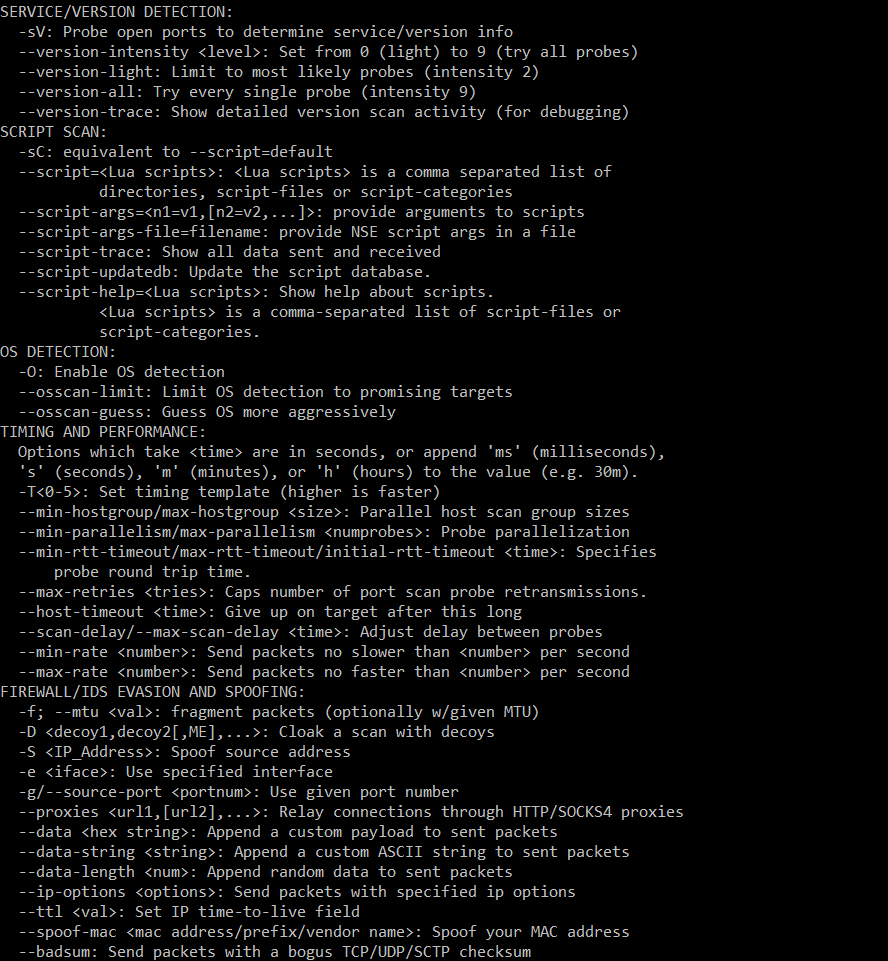 SERVICE/VERSION DETECTION:
  -sV: Probe open ports to determine service/version info
  --version-intensity <level>: Set from 0 (light) to 9 (try all probes)
  --version-light: Limit to most likely probes (intensity 2)
  --version-all: Try every single probe (intensity 9)
  --version-trace: Show detailed version scan activity (for debugging)
SCRIPT SCAN:
  -sC: equivalent to --script=default
  --script=<Lua scripts>: <Lua scripts> is a comma separated list of
           directories, script-files or script-categories
  --script-args=<n1=v1,[n2=v2,...]>: provide arguments to scripts
  --script-args-file=filename: provide NSE script args in a file
  --script-trace: Show all data sent and received
  --script-updatedb: Update the script database.
  --script-help=<Lua scripts>: Show help about scripts.
           <Lua scripts> is a comma-separated list of script-files or
           script-categories.
OS DETECTION:
  -O: Enable OS detection
  --osscan-limit: Limit OS detection to promising targets
  --osscan-guess: Guess OS more aggressively
TIMING AND PERFORMANCE:
  Options which take <time> are in seconds, or append 'ms' (milliseconds),
  's' (seconds), 'm' (minutes), or 'h' (hours) to the value (e.g. 30m).
  -T<0-5>: Set timing template (higher is faster)
  --min-hostgroup/max-hostgroup <size>: Parallel host scan group sizes
  --min-parallelism/max-parallelism <numprobes>: Probe parallelization
  --min-rtt-timeout/max-rtt-timeout/initial-rtt-timeout <time>: Specifies
      probe round trip time.
  --max-retries <tries>: Caps number of port scan probe retransmissions.
  --host-timeout <time>: Give up on target after this long
  --scan-delay/--max-scan-delay <time>: Adjust delay between probes
  --min-rate <number>: Send packets no slower than <number> per second
  --max-rate <number>: Send packets no faster than <number> per second
FIREWALL/IDS EVASION AND SPOOFING:
  -f; --mtu <val>: fragment packets (optionally w/given MTU)
  -D <decoy1,decoy2[,ME],...>: Cloak a scan with decoys
  -S <IP_Address>: Spoof source address
  -e <iface>: Use specified interface
  -g/--source-port <portnum>: Use given port number
  --proxies <url1,[url2],...>: Relay connections through HTTP/SOCKS4 proxies
  --data <hex string>: Append a custom payload to sent packets
  --data-string <string>: Append a custom ASCII string to sent packets
  --data-length <num>: Append random data to sent packets
  --ip-options <options>: Send packets with specified ip options
  --ttl <val>: Set IP time-to-live field
  --spoof-mac <mac address/prefix/vendor name>: Spoof your MAC address
  --badsum: Send packets with a bogus TCP/UDP/SCTP checksum